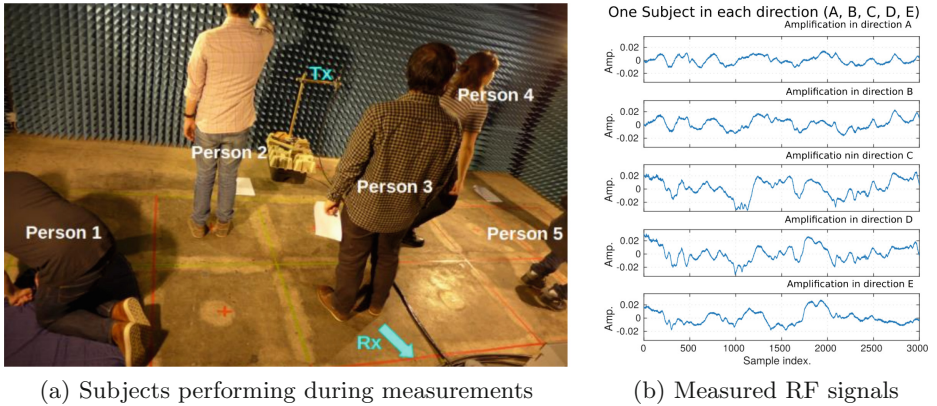 Tx
Person 4
Person 2
Person 3
Person 1
Person 5
Rx
(a) Subjects performing during measurements
One Subject in each direction (A, B, C, D, E)
Amplification in direction A
Amp.
0.02
-0.02
Amplification in direction B
Amp.
0.02
-0.02
Amplificatio nin direction C
Amp.
0.02
0
-0.02
Amplification in direction D
Amp.
0.02
0
-0.02
Amplification in direction E
Amp.
0.02
-0.02
0 500 1000 1500 2000 2500 3000
Sample index.
(b) Measured RF signals